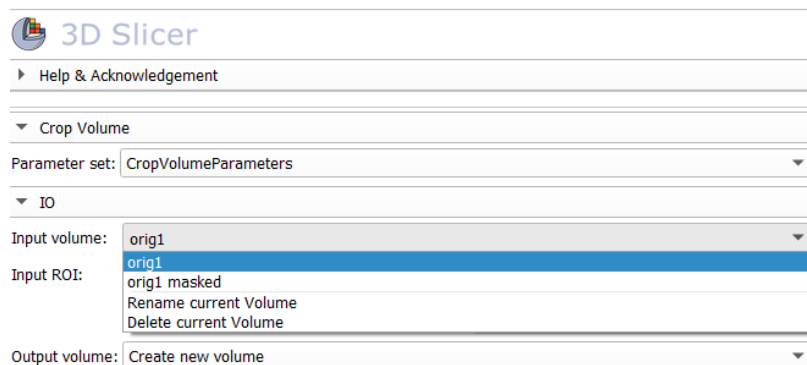 3D Slicer
Help & Acknowledgement
Crop Volume
Parameter set: CropVolumeParameters
IO
Input volume: orig1
orig1
Input ROI:
orig1 masked
Rename current Volume
Delete current Volume
Output volume: Create new volume